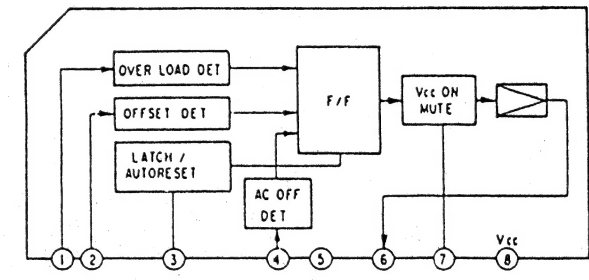 OVER LOAD DET
OFFSET DET
LATCH /
AUTORESET
AC OFF
DET
F/F
Vcc ON
MUTE
Vcc
1
2
3
4
5
6
7
8